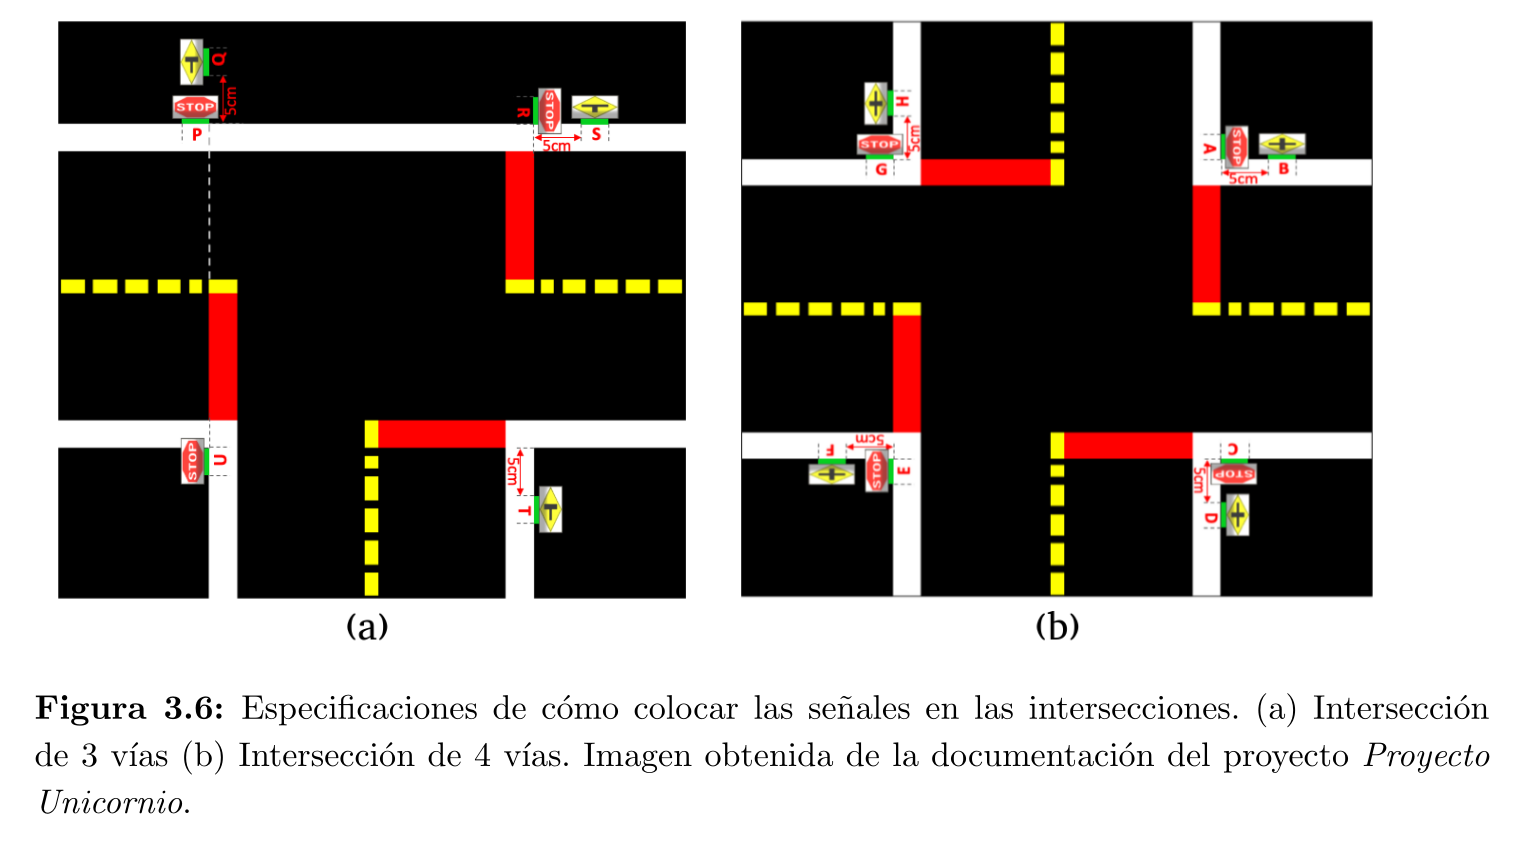 Q
5cm
STOP
P
R
STOP
S
5cm
STOP
U
5cm
T
(a)
H
5cm
STOP
G
A
STOP
B
5cm
F
5cm
STOP
E
C
STOP
5cm
D
(b)
Figura 3.6: Especificaciones de cómo colocar las señales en las intersecciones. (a) Intersección
de 3 vías (b) Intersección de 4 vías. Imagen obtenida de la documentación del proyecto Proyecto
Unicornio.